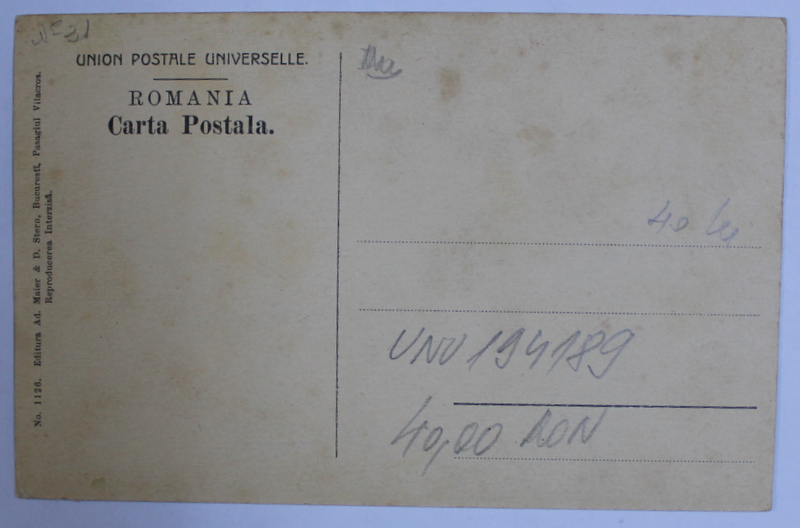 UNION POSTALE UNIVERSELLE.
ROMANIA
Carta Postala.
No. 1126. Editura Ad. Maier & D. Stern, Bucuresti, Pasagiul Vilacros.
Reproducerea Interzisă.
40 lei
UNU 194189
40,00 RON